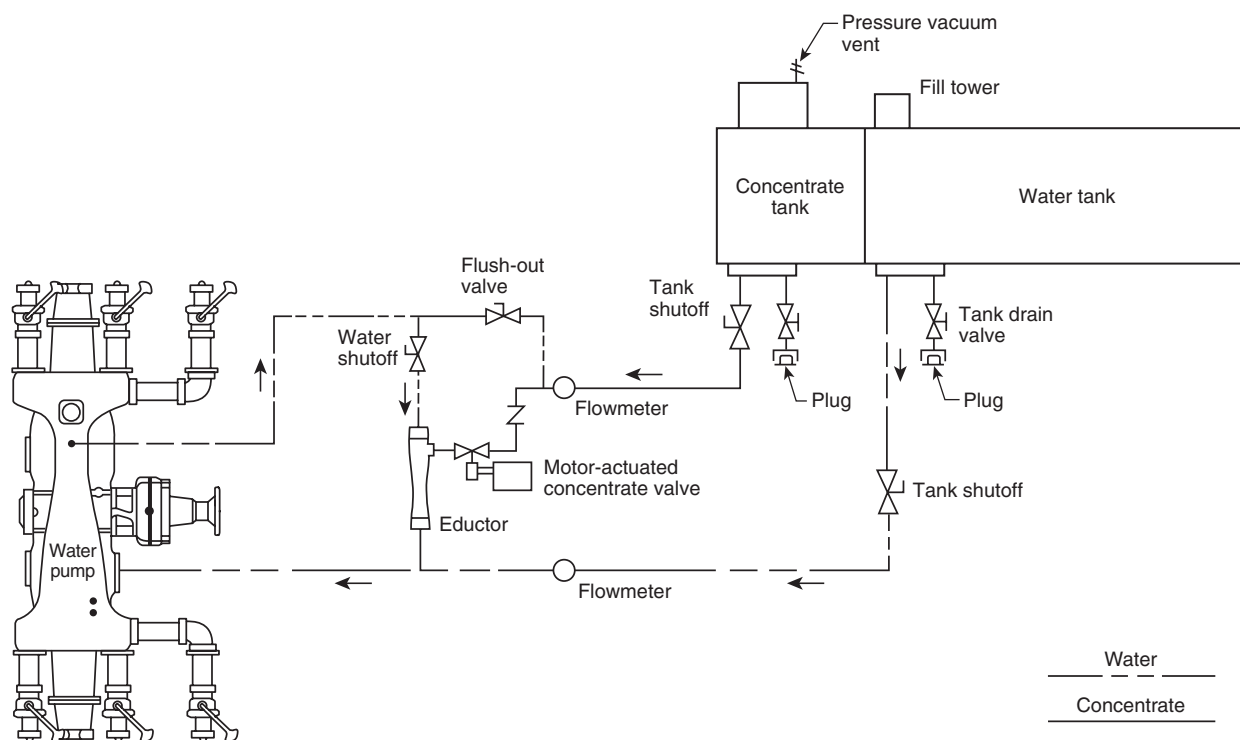 Pressure vacuum
vent
Fill tower
Concentrate
tank
Water tank
Flush-out
valve
Tank
shutoff
Tank drain
valve
Water
shutoff
Flowmeter
Plug
Plug
Motor-actuated
concentrate valve
Tank shutoff
Eductor
Water
pump
Flowmeter
Water
Concentrate